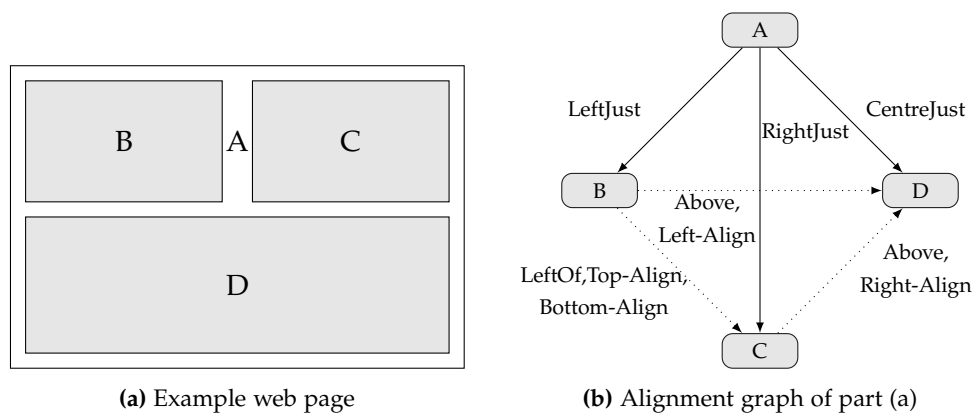 B
A
C
D
(a) Example web page
A
LeftJust
RightJust
CentreJust
B
D
Above,
Left-Align
LeftOf,Top-Align,
Bottom-Align
Above,
Right-Align
C
(b) Alignment graph of part (a)